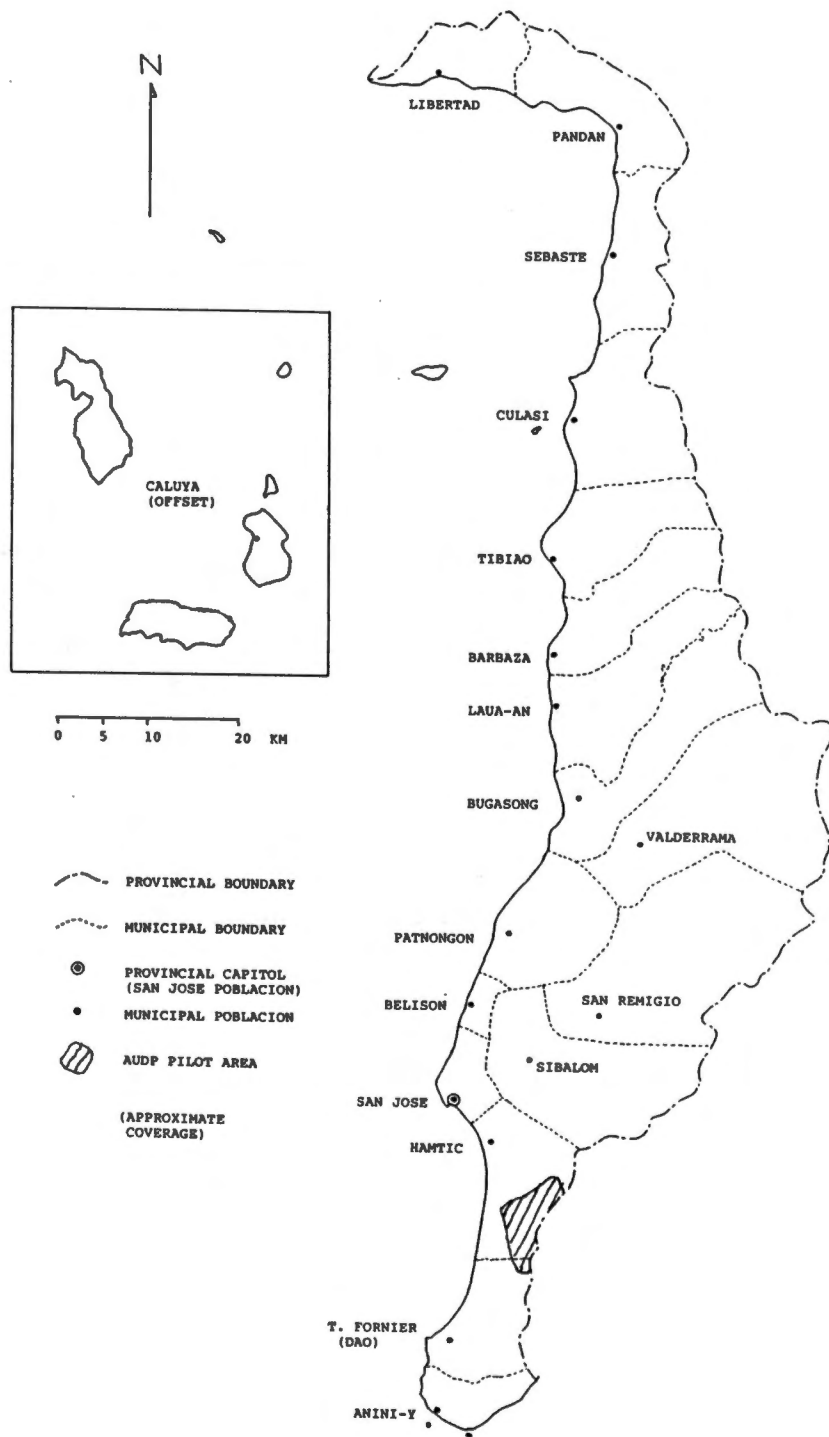 N
LIBERTAD
PANDAN
SEBASTE
CULASI
CALUYA
(OFFSET)
TIBIAO
BARBAZA
LAUA-AN
0 5 10 20 KM
BUGASONG
VALDERRAMA
PROVINCIAL BOUNDARY
MUNICIPAL BOUNDARY
PROVINCIAL CAPITOL
(SAN JOSE POBLACION)
MUNICIPAL POBLACION
AUDP PILOT AREA
(APPROXIMATE
COVERAGE)
PATNONGON
BELISON
SAN REMIGIO
SIBALOM
SAN JOSE
HAMTIC
T. FORNIER
(DAO)
ANINI-Y